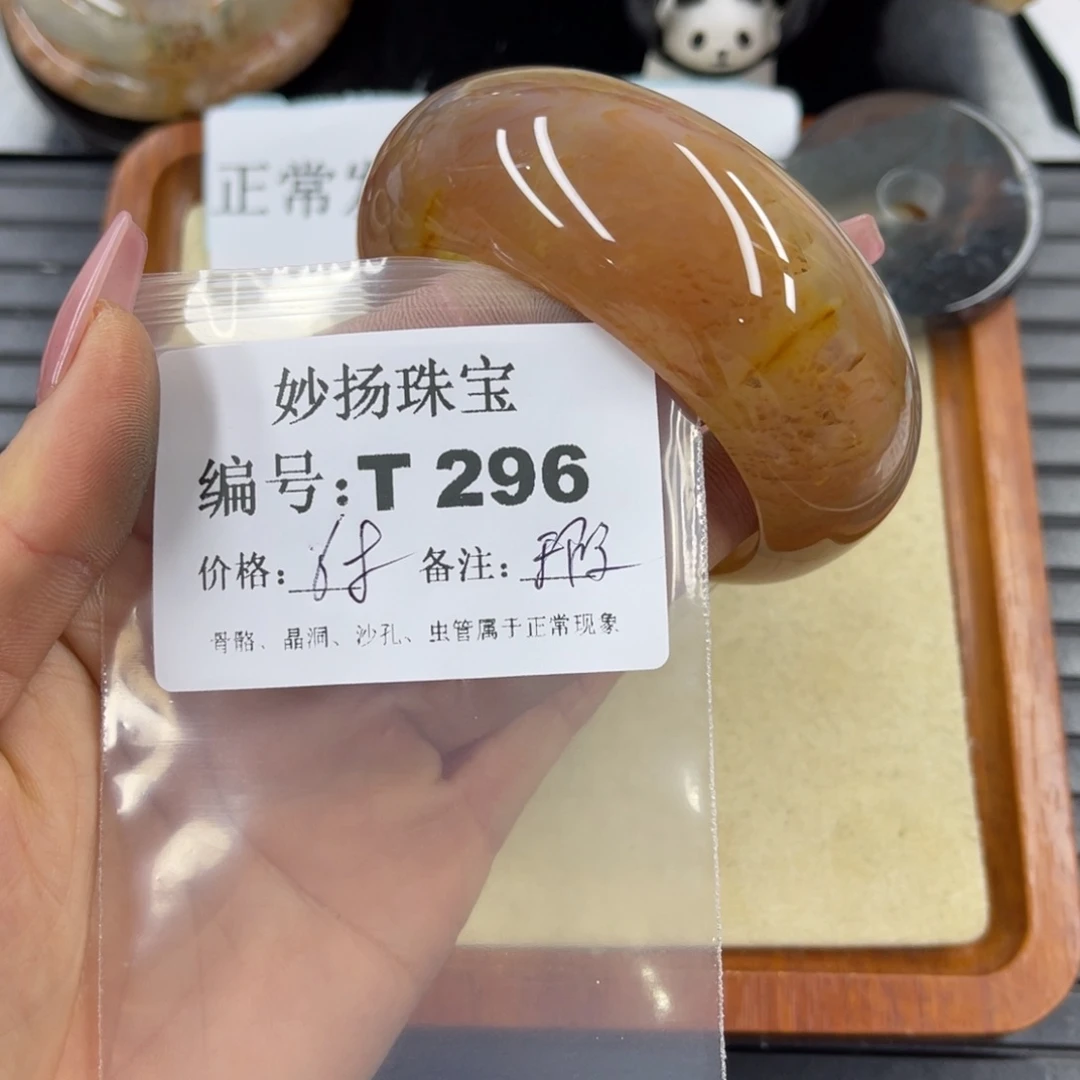 正常发
妙扬珠宝
编号:T 296
价格: 备注:
骨骼、晶洞、沙孔、虫管属于正常现象